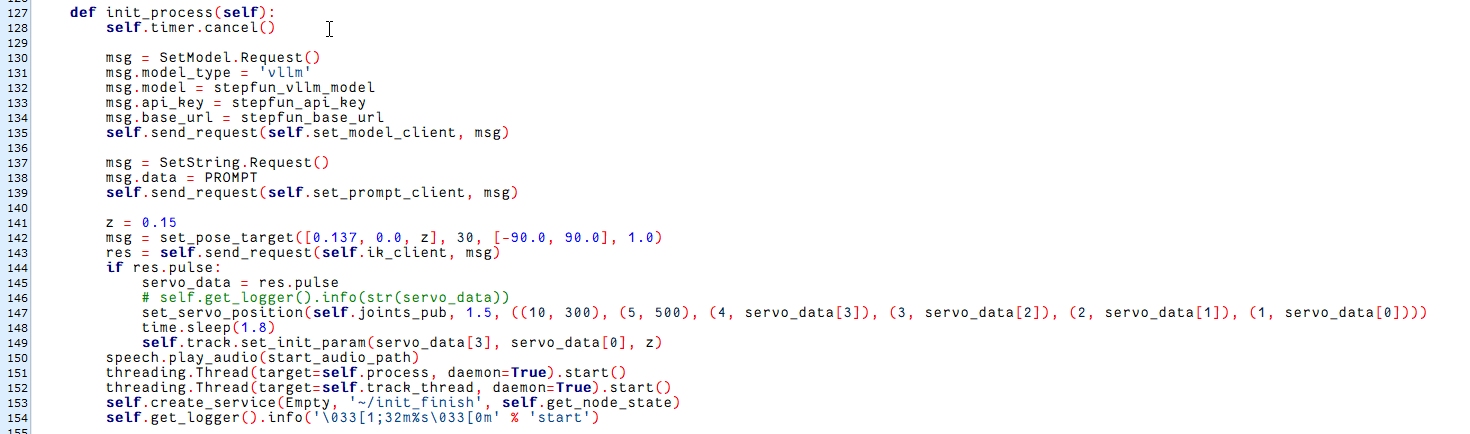 127 def init_process(self):
128 self.timer.cancel()
129
130 msg = SetModel.Request()
131 msg.model_type = 'vllm'
132 msg.model = stepfun_vllm_model
133 msg.api_key = stepfun_api_key
134 msg.base_url = stepfun_base_url
135 self.send_request(self.set_model_client, msg)
136
137 msg = SetString.Request()
138 msg.data = PROMPT
139 self.send_request(self.set_prompt_client, msg)
140
141 z = 0.15
142 msg = set_pose_target([0.137, 0.0, z], 30, [-90.0, 90.0], 1.0)
143 res = self.send_request(self.ik_client, msg)
144 if res.pulse:
145 servo_data = res.pulse
146 # self.get_logger().info(str(servo_data))
147 set_servo_position(self.joints_pub, 1.5, ((10, 300), (5, 500), (4, servo_data[3]), (3, servo_data[2]), (2, servo_data[1]), (1, servo_data[0])))
148 time.sleep(1.8)
149 self.track.set_init_param(servo_data[3], servo_data[0], z)
150 speech.play_audio(start_audio_path)
151 threading.Thread(target=self.process, daemon=True).start()
152 threading.Thread(target=self.track_thread, daemon=True).start()
153 self.create_service(Empty, '~/init_finish', self.get_node_state)
154 self.get_logger().info('\033[1;32m%s\033[0m' % 'start')